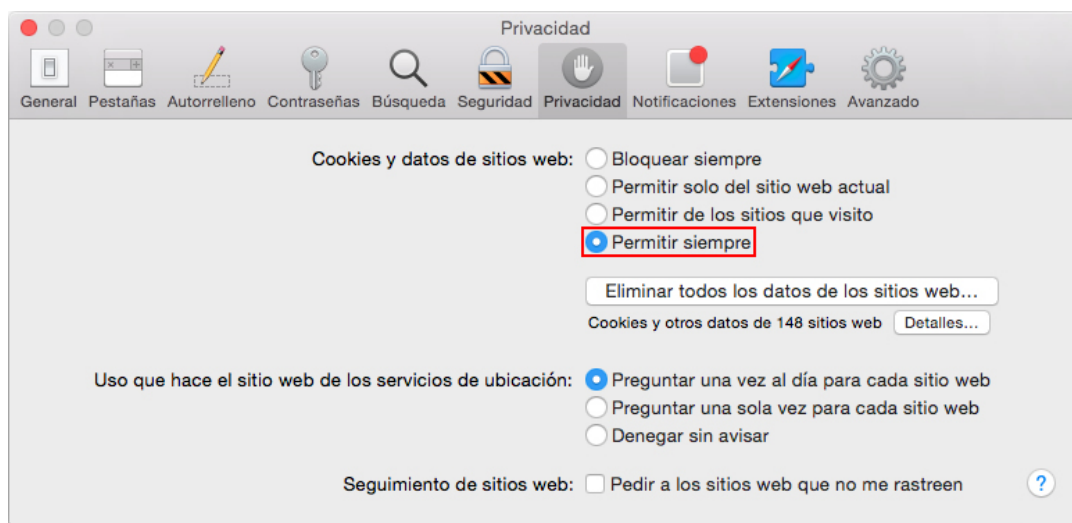 Privacidad
General Pestañas Autorrelleno Contraseñas Búsqueda Seguridad Privacidad Notificaciones Extensiones Avanzado
Cookies y datos de sitios web: Bloquear siempre
Permitir solo del sitio web actual
Permitir de los sitios que visito
Permitir siempre
Eliminar todos los datos de los sitios web...
Cookies y otros datos de 148 sitios web Detalles...
Uso que hace el sitio web de los servicios de ubicación: Preguntar una vez al día para cada sitio web
Preguntar una sola vez para cada sitio web
Denegar sin avisar
Seguimiento de sitios web: Pedir a los sitios web que no me rastreen ?